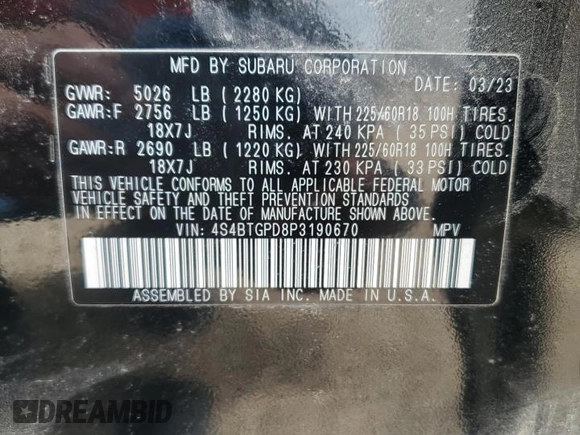 MFD BY SUBARU CORPORATION
DATE: 03/23
GVWR: 5026 LB (2280 KG)
GAWR:F 2756 LB (1250 KG) WITH 225/60R18 100H TIRES.
18X7J RIMS. AT 240 KPA (35 PSI) COLD
GAWR:R 2690 LB (1220 KG) WITH 225/60R18 100H TIRES.
18X7J RIMS. AT 230 KPA (33 PSI) COLD
THIS VEHICLE CONFORMS TO ALL APPLICABLE FEDERAL MOTOR
VEHICLE SAFETY AND THEFT PREVENTION STANDARDS
IN EFFECT ON THE DATE OF MANUFACTURE SHOWN ABOVE.
VIN: 4S4BTGPD8P3190670 MPV
ASSEMBLED BY SIA INC. MADE IN U.S.A.
DREAMBID